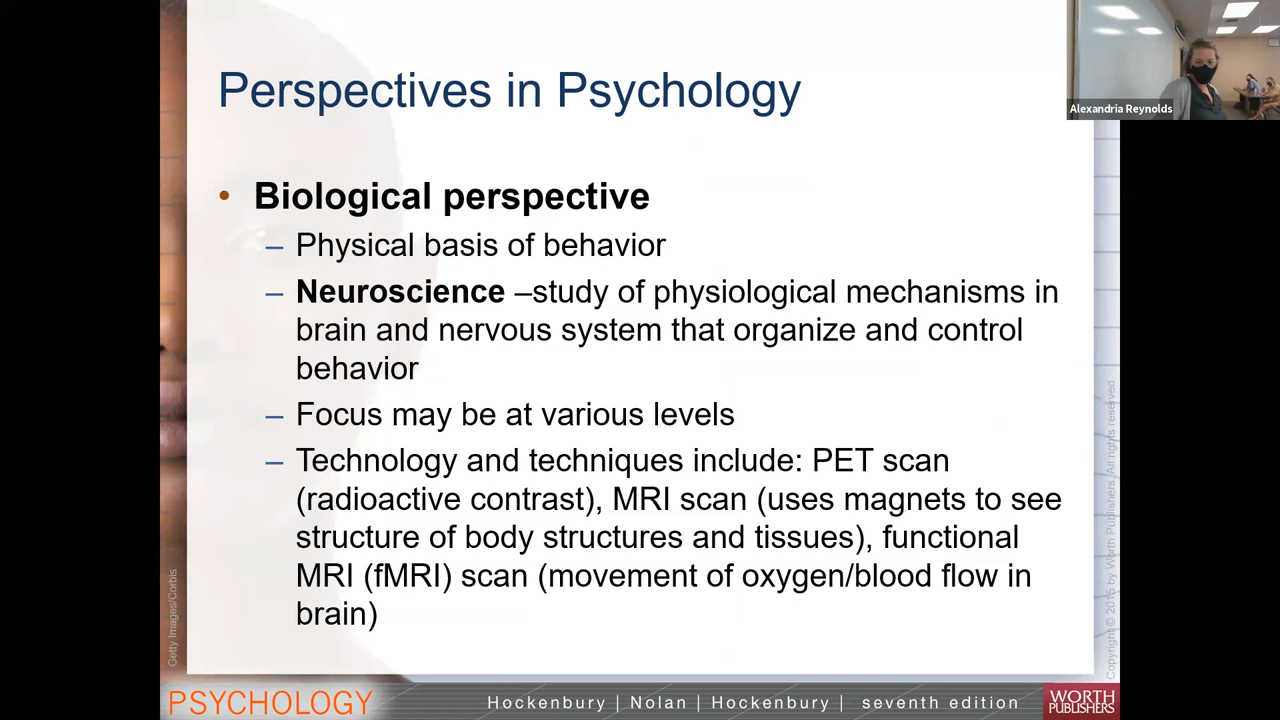 Perspectives in Psychology
Alexandria Reynolds
• Biological perspective
– Physical basis of behavior
– Neuroscience –study of physiological mechanisms in
brain and nervous system that organize and control
behavior
– Focus may be at various levels
– Technology and techniques include: PET scan
(radioactive contrast), MRI scan (uses magnets to see
structure of body structures and tissues), functional
MRI (fMRI) scan (movement of oxygen/blood flow in
brain)
Getty Images/Corbis
Copyright © 2015 by Worth Publishers. All rights reserved
PSYCHOLOGY
Hockenbury | Nolan | Hockenbury | seventh edition
WORTH
PUBLISHERS